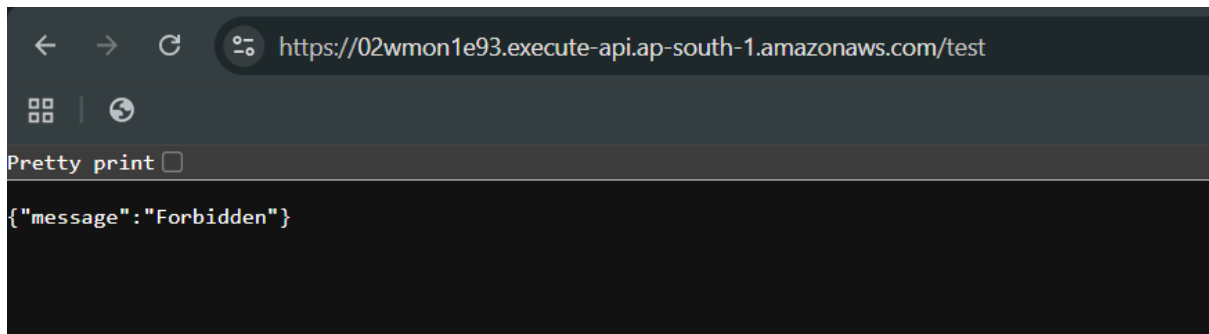 https://02wmon1e93.execute-api.ap-south-1.amazonaws.com/test
Pretty print
{"message":"Forbidden"}